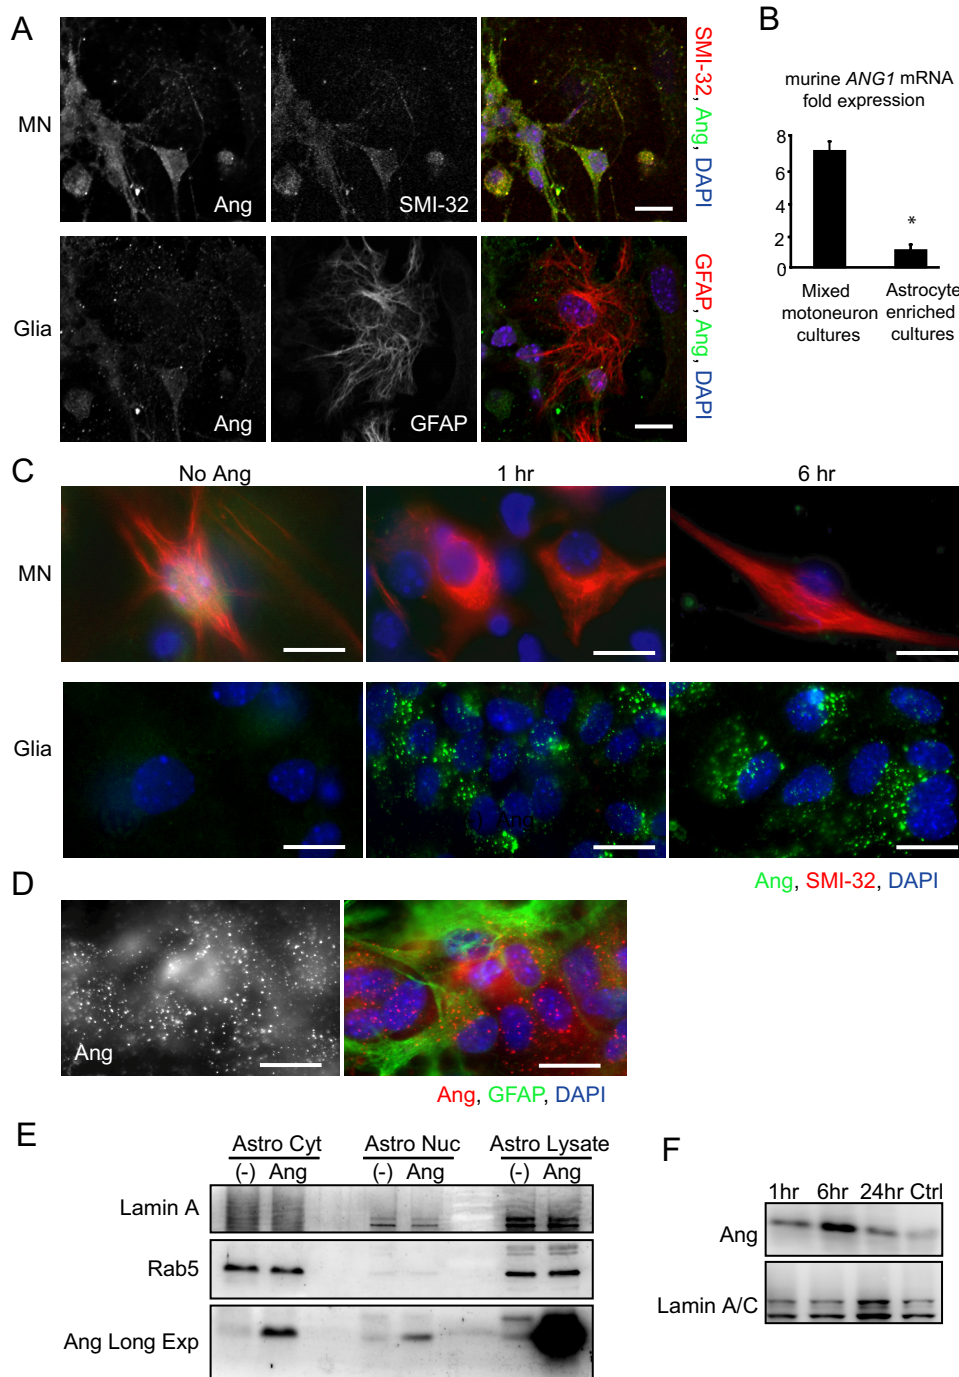 A
MN
Ang
SMI-32
SMI-32, Ang, DAPI
Glia
Ang
GFAP
GFAP, Ang, DAPI
B
murine ANG1 mRNA
fold expression
8
6
4
2
0
*
Mixed
motoneuron
cultures
Astrocyte
enriched
cultures
C
No Ang
1 hr
6 hr
MN
Glia
(-) Ang
Ang, SMI-32, DAPI
D
Ang
Ang, GFAP, DAPI
E
Astro Cyt
Astro Nuc
Astro Lysate
(-) Ang
(-) Ang
(-) Ang
Lamin A
Rab5
Ang Long Exp
F
1hr 6hr 24hr Ctrl
Ang
Lamin A/C